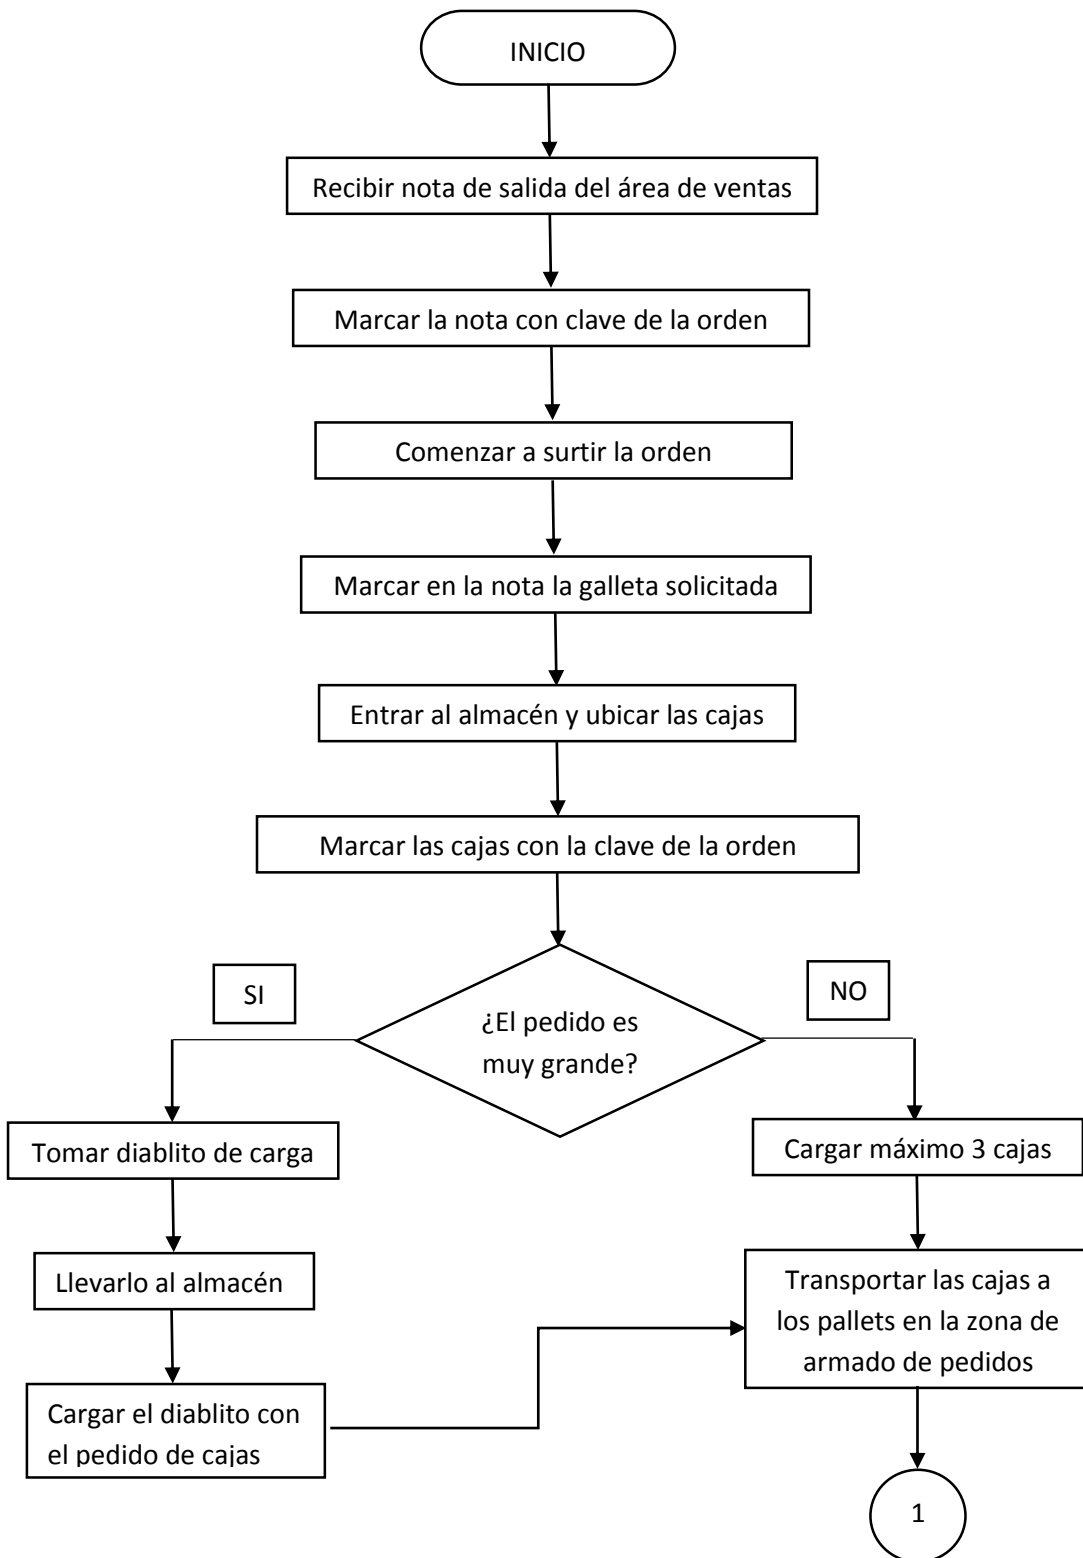 INICIO
Recibir nota de salida del área de ventas
Marcar la nota con clave de la orden
Comenzar a surtir la orden
Marcar en la nota la galleta solicitada
Entrar al almacén y ubicar las cajas
Marcar las cajas con la clave de la orden
¿El pedido es
muy grande?
SI
NO
Tomar diablito de carga
Llevarlo al almacén
Cargar el diablito con
el pedido de cajas
Cargar máximo 3 cajas
Transportar las cajas a
los pallets en la zona de
armado de pedidos
1